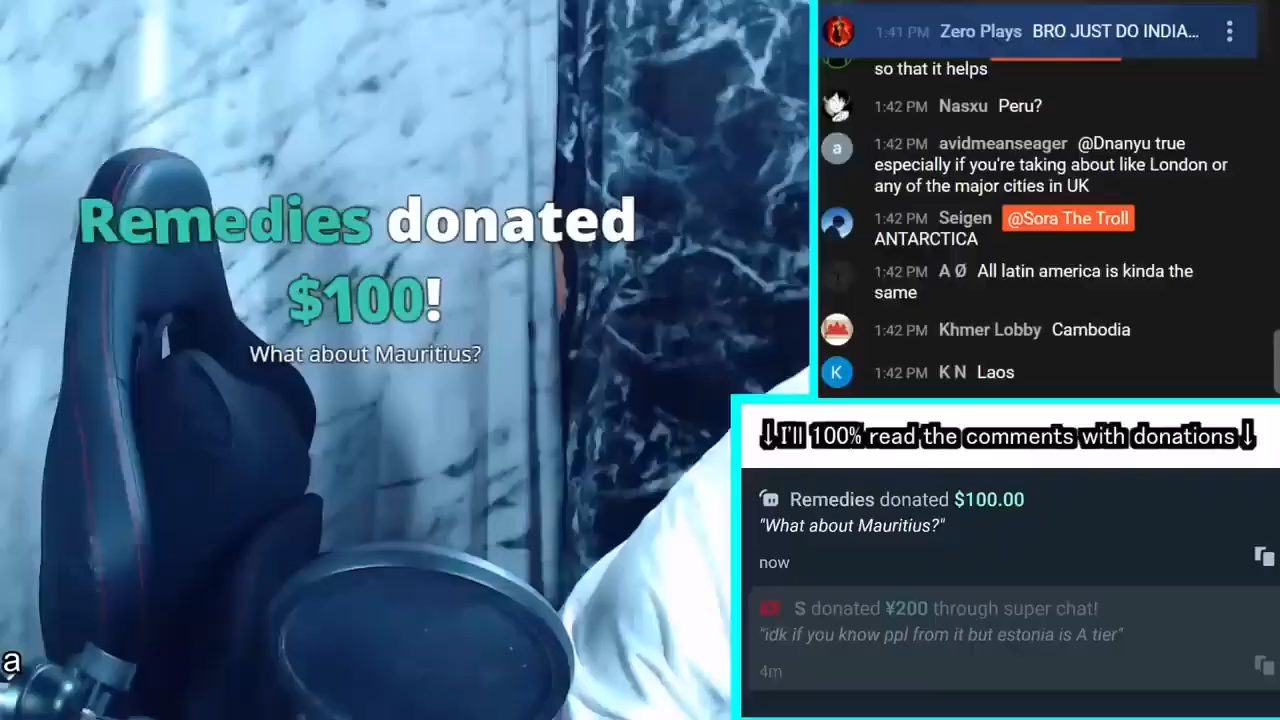 Remedies donated
$100!
What about Mauritius?
a
1:41 PM Zero Plays BRO JUST DO INDIA...
so that it helps
1:42 PM Nasxu Peru?
a
1:42 PM avidmeanseager @Dnanyu true
especially if you're taking about like London or
any of the major cities in UK
1:42 PM Seigen @Sora The Troll
ANTARCTICA
1:42 PM A Ø All latin america is kinda the
same
1:42 PM Khmer Lobby Cambodia
K
1:42 PM K N Laos
↓I'll 100% read the comments with donations↓
Remedies donated $100.00
"What about Mauritius?"
now
S donated ¥200 through super chat!
"idk if you know ppl from it but estonia is A tier"
4m